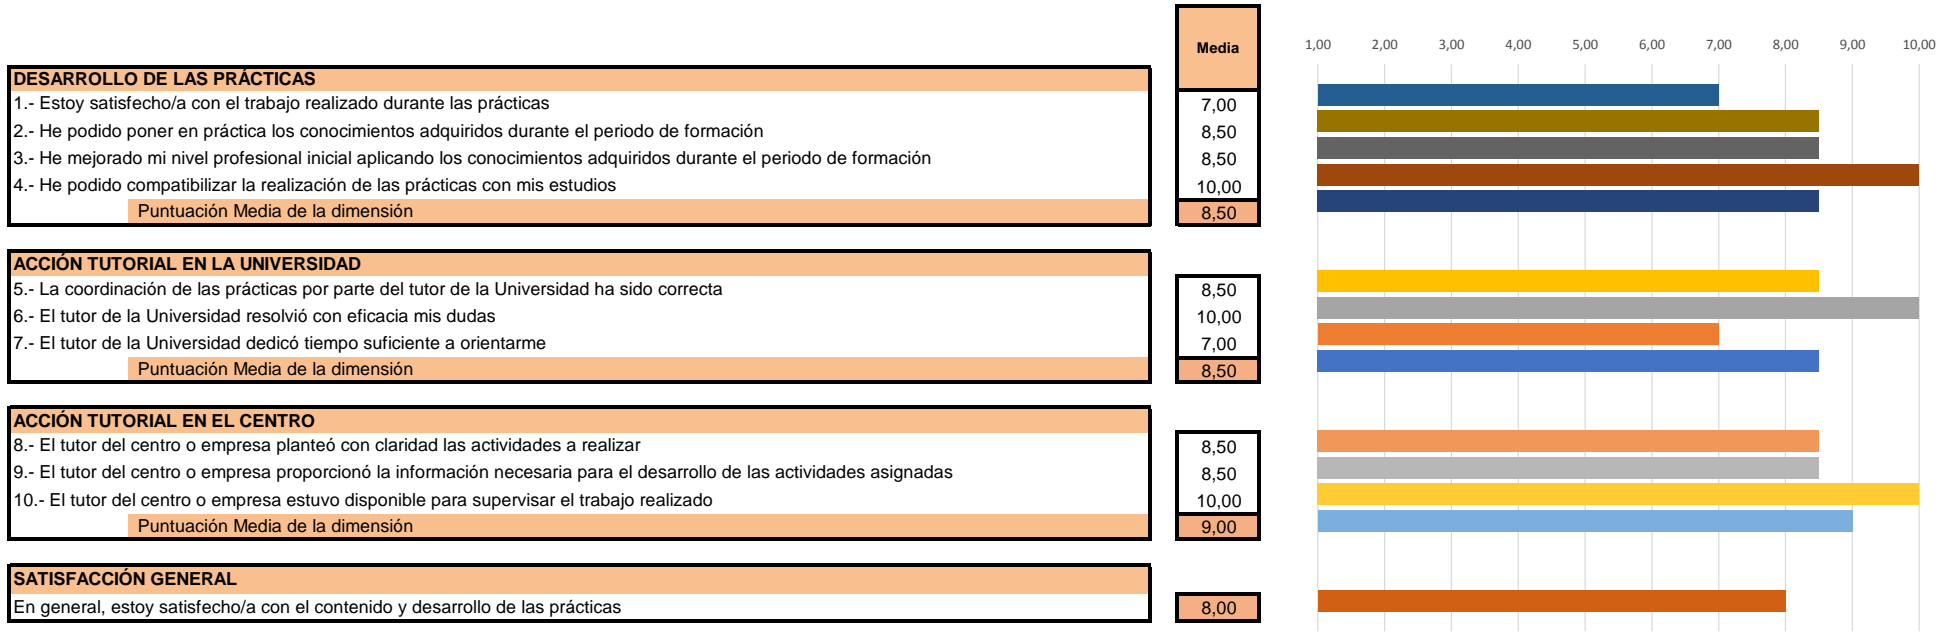 Media
1,00 2,00 3,00 4,00 5,00 6,00 7,00 8,00 9,00 10,00
DESARROLLO DE LAS PRÁCTICAS
1.- Estoy satisfecho/a con el trabajo realizado durante las prácticas 7,00
2.- He podido poner en práctica los conocimientos adquiridos durante el periodo de formación 8,50
3.- He mejorado mi nivel profesional inicial aplicando los conocimientos adquiridos durante el periodo de formación 8,50
4.- He podido compatibilizar la realización de las prácticas con mis estudios 10,00
Puntuación Media de la dimensión 8,50
ACCIÓN TUTORIAL EN LA UNIVERSIDAD
5.- La coordinación de las prácticas por parte del tutor de la Universidad ha sido correcta 8,50
6.- El tutor de la Universidad resolvió con eficacia mis dudas 10,00
7.- El tutor de la Universidad dedicó tiempo suficiente a orientarme 7,00
Puntuación Media de la dimensión 8,50
ACCIÓN TUTORIAL EN EL CENTRO
8.- El tutor del centro o empresa planteó con claridad las actividades a realizar 8,50
9.- El tutor del centro o empresa proporcionó la información necesaria para el desarrollo de las actividades asignadas 8,50
10.- El tutor del centro o empresa estuvo disponible para supervisar el trabajo realizado 10,00
Puntuación Media de la dimensión 9,00
SATISFACCIÓN GENERAL
En general, estoy satisfecho/a con el contenido y desarrollo de las prácticas 8,00